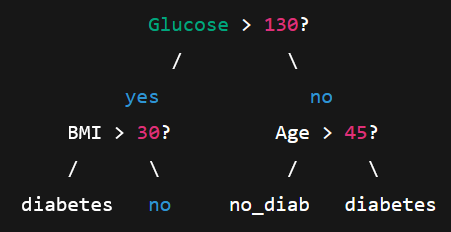 Glucose > 130?
/ \
yes no
BMI > 30? Age > 45?
/ \ / \
diabetes no no_diab diabetes